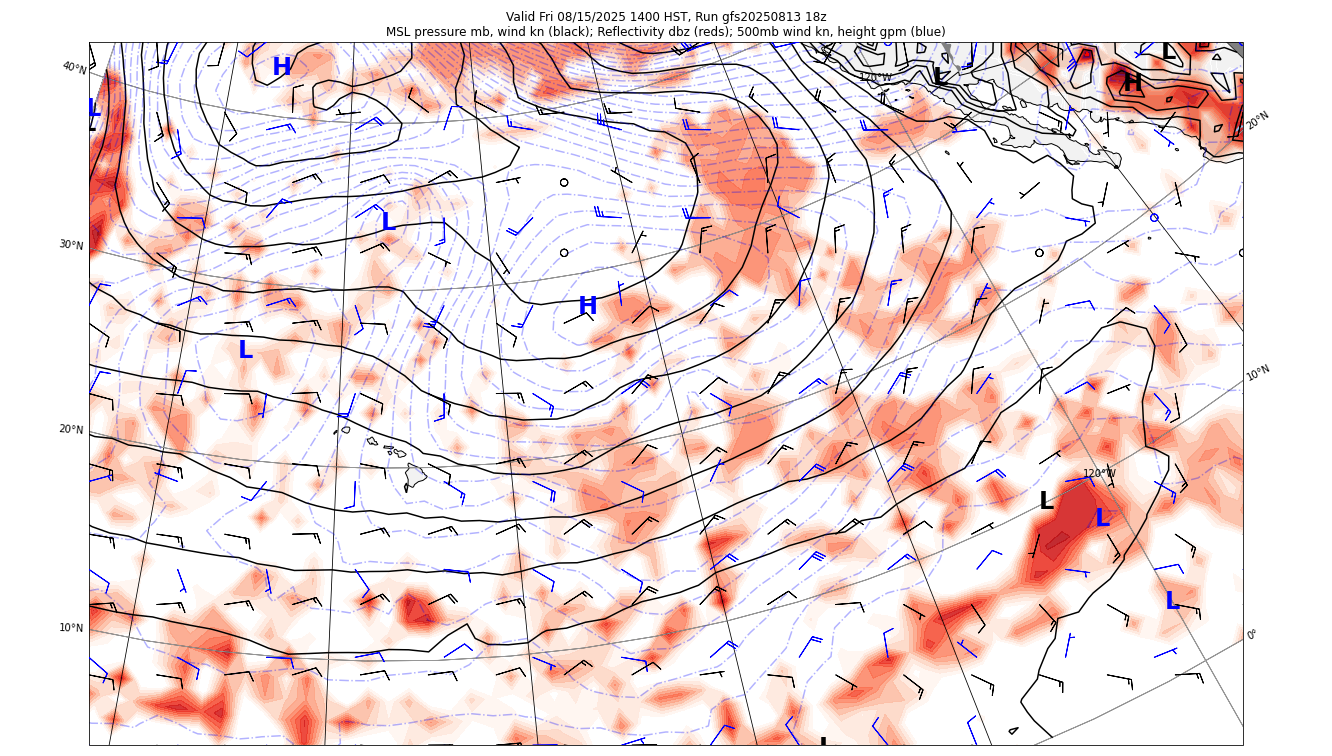 Valid Fri 08/15/2025 1400 HST, Run gfs20250813 18z
MSL pressure mb, wind kn (black); Reflectivity dbz (reds); 500mb wind kn, height gpm (blue)
L
H
L
H
40°N
120°W
L
20°N
L
30°N
H
L
10°N
20°N
120°W
L
L
L
10°N
0°
L